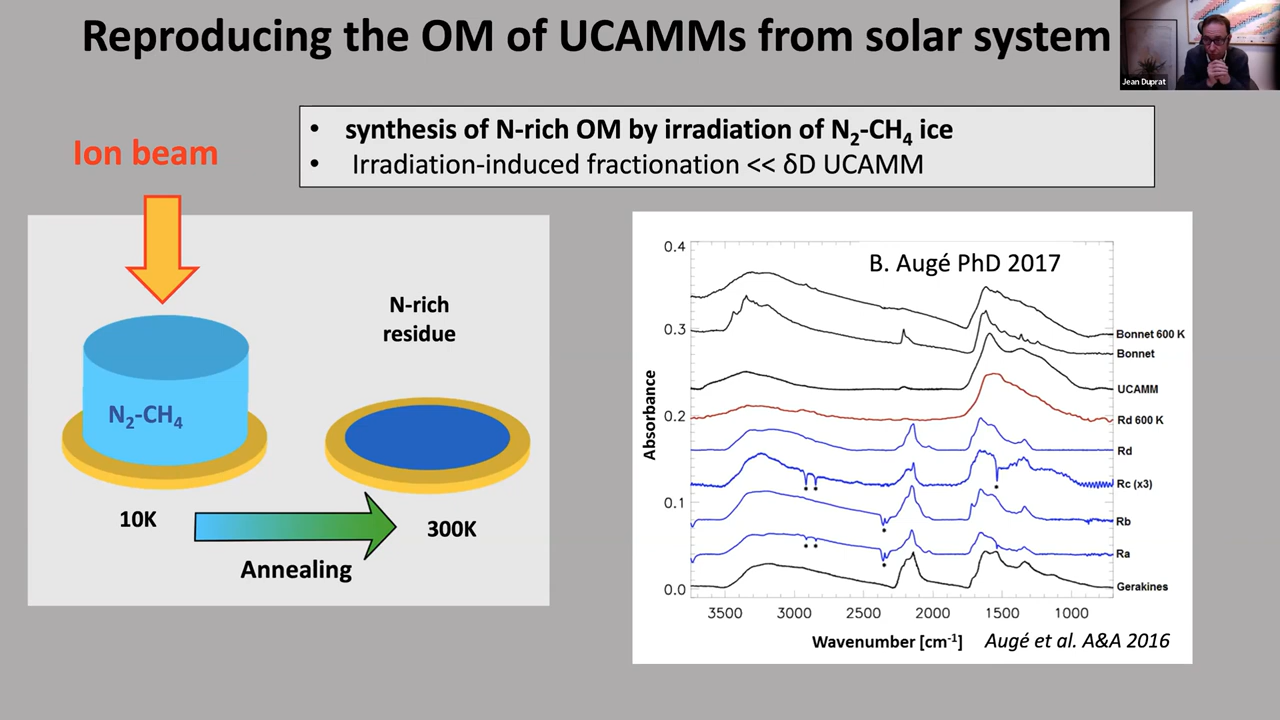 Reproducing the OM of UCAMMs from solar system
Jean Duprat
• synthesis of N-rich OM by irradiation of N₂-CH₄ ice
• Irradiation-induced fractionation << δD UCAMM
Ion beam
N₂-CH₄
10K
Annealing
N-rich
residue
300K
B. Augé PhD 2017
Absorbance
0.4
0.3
0.2
0.1
0.0
Bonnet 600 K
Bonnet
UCAMM
Rd 600 K
Rd
Rc (x3)
Rb
Ra
Gerakines
3500 3000 2500 2000 1500 1000
Wavenumber [cm⁻¹]
Augé et al. A&A 2016